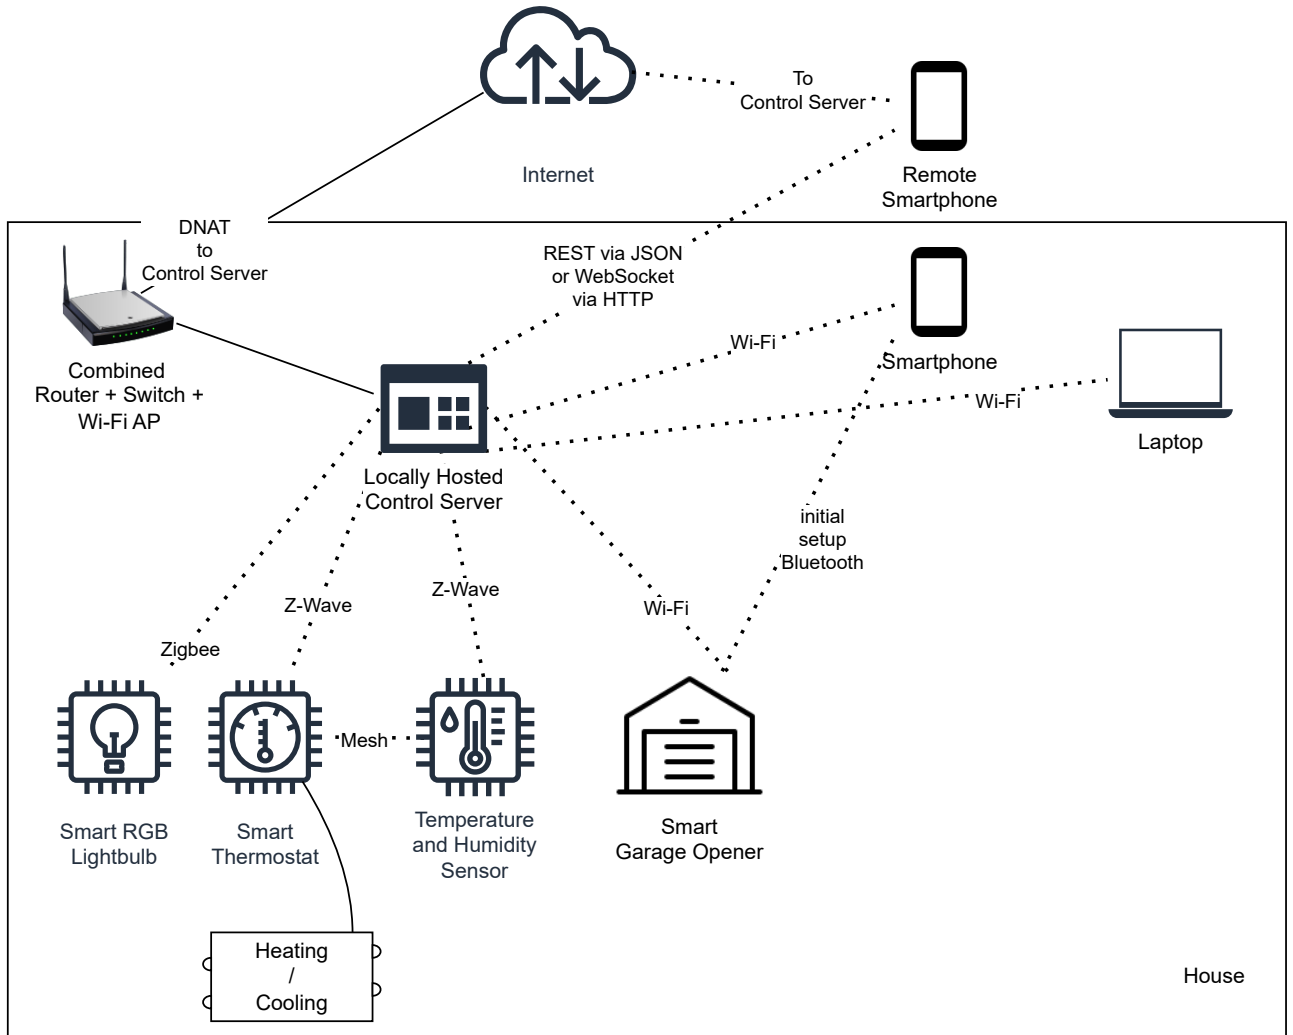 To
Control Server
Internet
Remote
Smartphone
DNAT
to
Control Server
REST via JSON
or WebSocket
via HTTP
Wi-Fi
Smartphone
Combined
Router + Switch +
Wi-Fi AP
Wi-Fi
Laptop
Locally Hosted
Control Server
initial
setup
Bluetooth
Z-Wave
Z-Wave
Wi-Fi
Zigbee
Mesh
Smart RGB
Lightbulb
Smart
Thermostat
Temperature
and Humidity
Sensor
Smart
Garage Opener
Heating
/
Cooling
House